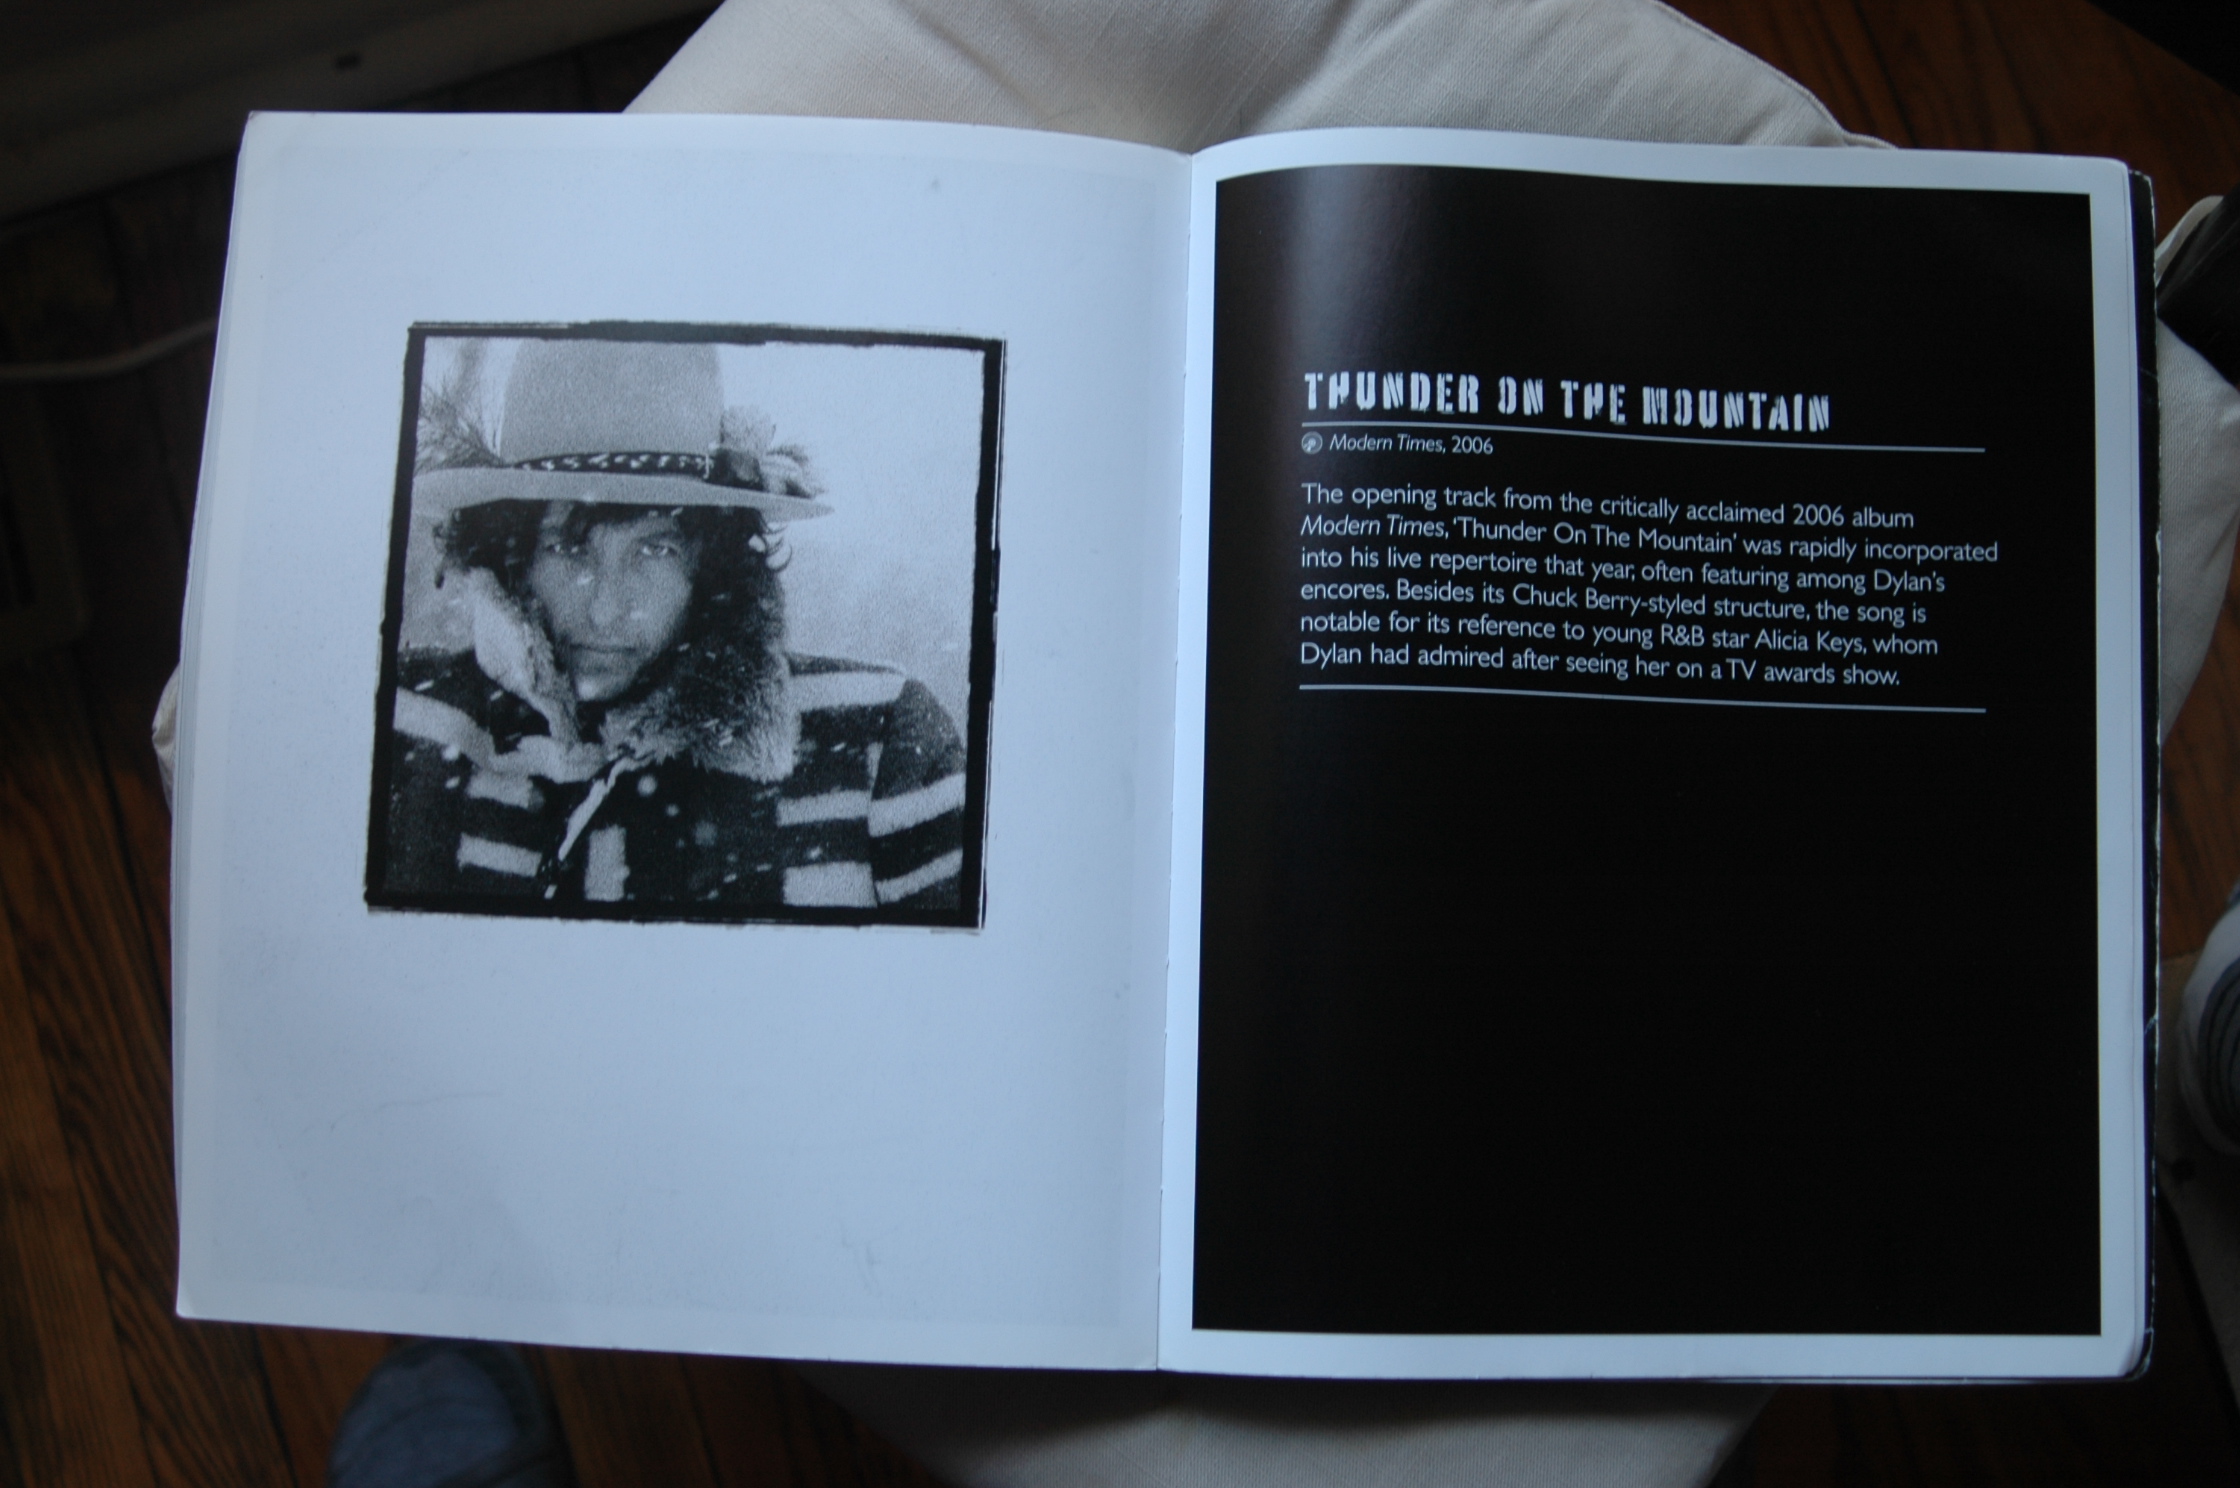 THUNDER ON THE MOUNTAIN
Modern Times, 2006
The opening track from the critically acclaimed 2006 album
Modern Times, 'Thunder On The Mountain' was rapidly incorporated
into his live repertoire that year, often featuring among Dylan's
encores. Besides its Chuck Berry-styled structure, the song is
notable for its reference to young R&B star Alicia Keys, whom
Dylan had admired after seeing her on a TV awards show.